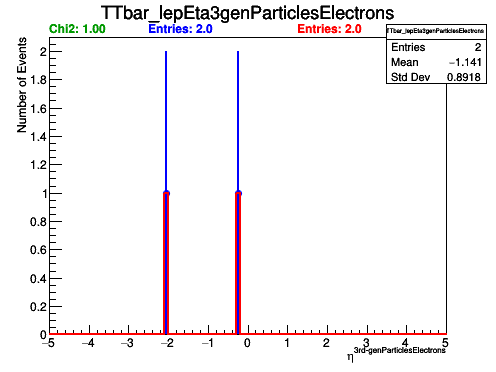 TTbar_lepEta3genParticlesElectrons
Chi2: 1.00 Entries: 2.0 Entries: 2.0
TTbar_lepEta3genParticlesElectrons
Entries 2
Mean −1.141
Std Dev 0.8918
Number of Events
2
1.8
1.6
1.4
1.2
1
0.8
0.6
0.4
0.2
0
−5 −4 −3 −2 −1 0 1 2 3 4 5
η3rd-genParticlesElectrons